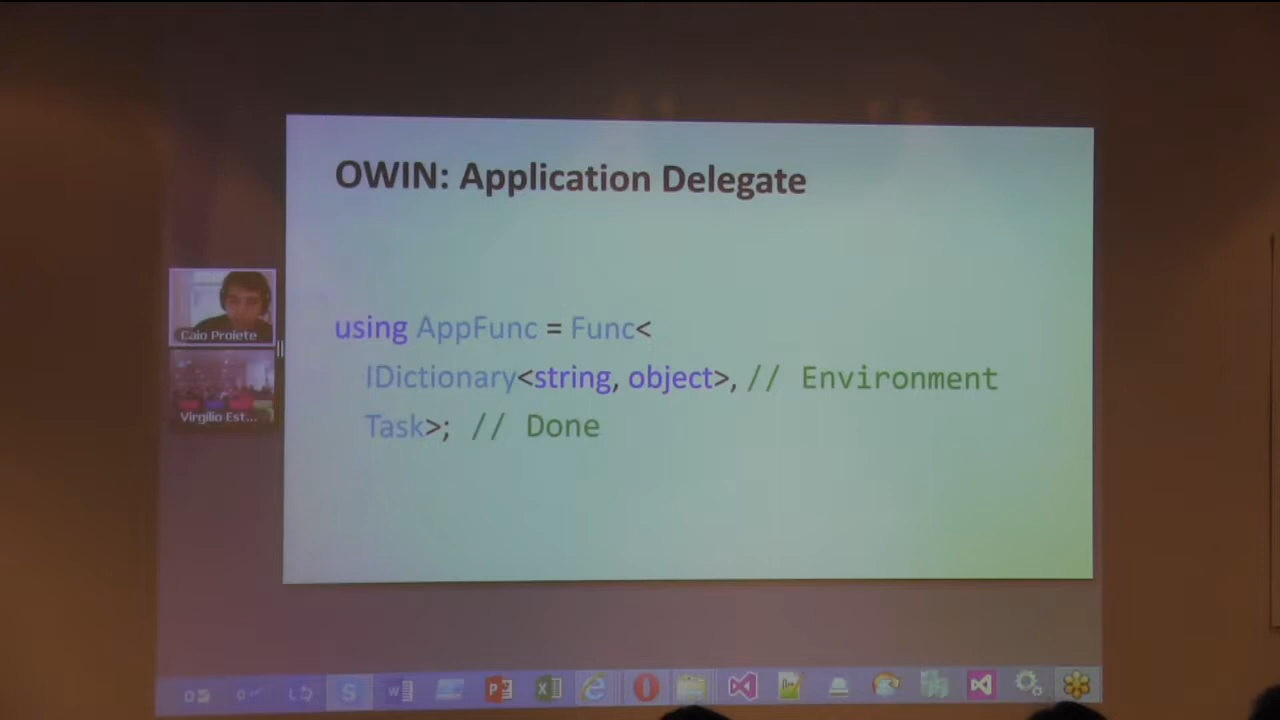 OWIN: Application Delegate
using AppFunc = Func<
IDictionary<string, object>, // Environment
Task>; // Done
Caio Proiete
Virgilio Est...